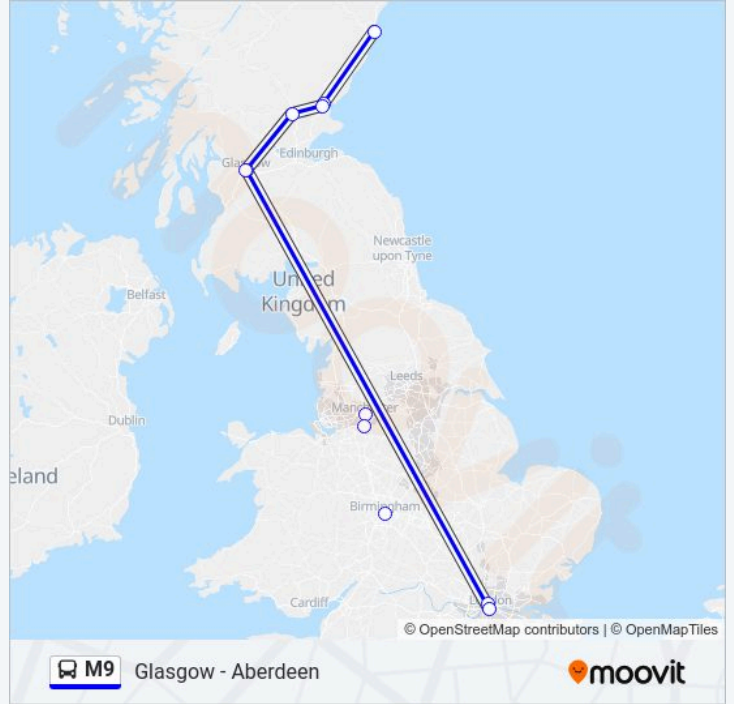 Edinburgh
Glasgow
Newcastle
upon Tyne
United
Kingdom
Belfast
Leeds
Manchester
Dublin
eland
Birmingham
Cardiff
London
© OpenStreetMap contributors | © OpenMapTiles
M9 Glasgow - Aberdeen
moovit